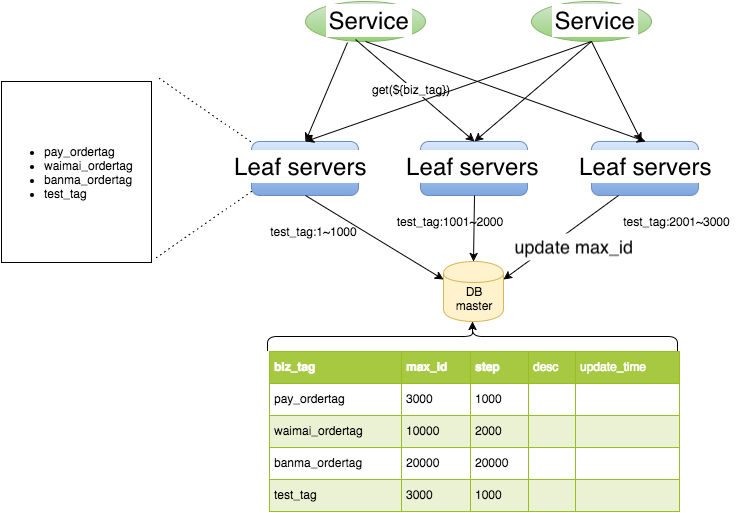 Service
Service
get(${biz_tag})
pay_ordertag
waimai_ordertag
banma_ordertag
test_tag
Leaf servers
Leaf servers
Leaf servers
test_tag:1~1000
test_tag:1001~2000
test_tag:2001~3000
update max_id
DB
master
biz_tag max_id step desc update_time
pay_ordertag 3000 1000
waimai_ordertag 10000 2000
banma_ordertag 20000 20000
test_tag 3000 1000